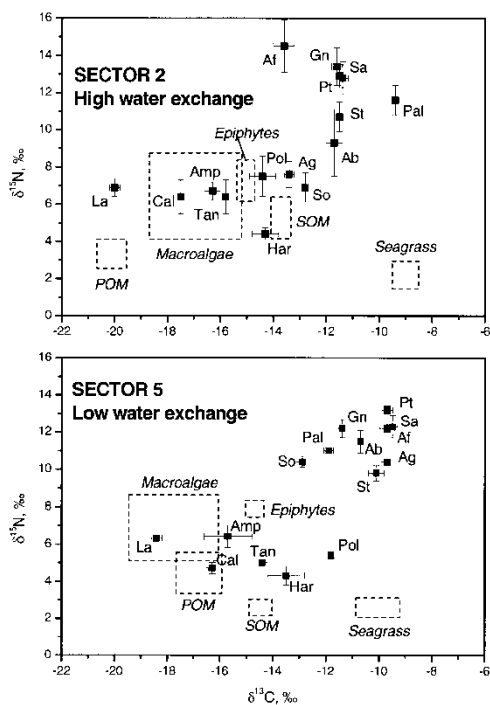 δ¹⁵N, ‰
16
14
12
10
8
6
4
2
0
SECTOR 2
High water exchange
Af
Gn
Sa
Pt
Pal
St
Ab
Epiphytes
Amp
Pol
Ag
La
Cal
Tan
So
SOM
Har
Macroalgae
Seagrass
POM
-22 -20 -18 -16 -14 -12 -10 -8 -6
δ¹⁵N, ‰
16
14
12
10
8
6
4
2
0
SECTOR 5
Low water exchange
Pt
Gn
Sa
Af
Pal
Ab
So
Ag
St
Macroalgae
Epiphytes
Amp
La
Cal
Tan
Pol
Har
POM
SOM
Seagrass
-22 -20 -18 -16 -14 -12 -10 -8 -6
δ¹³C, ‰